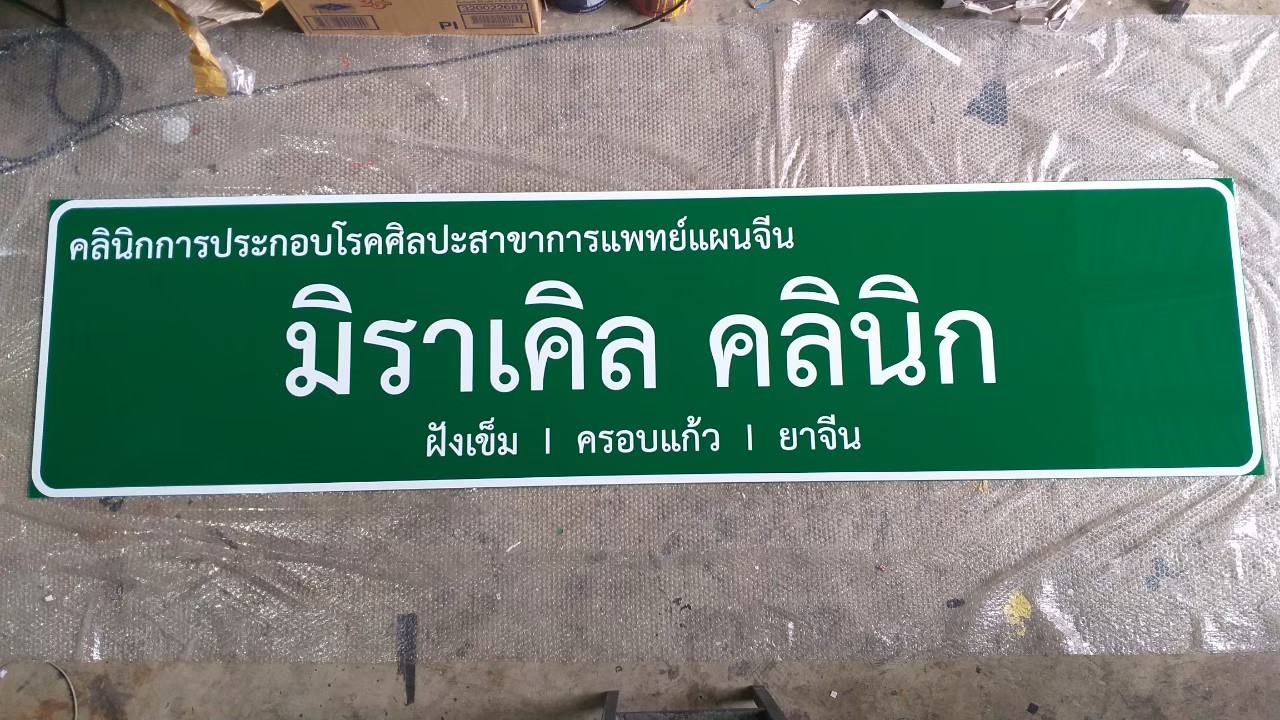 320022687
PI
คลินิกการประกอบโรคศิลปะสาขาการแพทย์แผนจีน
มิราเคิล คลินิก
ฝังเข็ม | ครอบแก้ว | ยาจีน